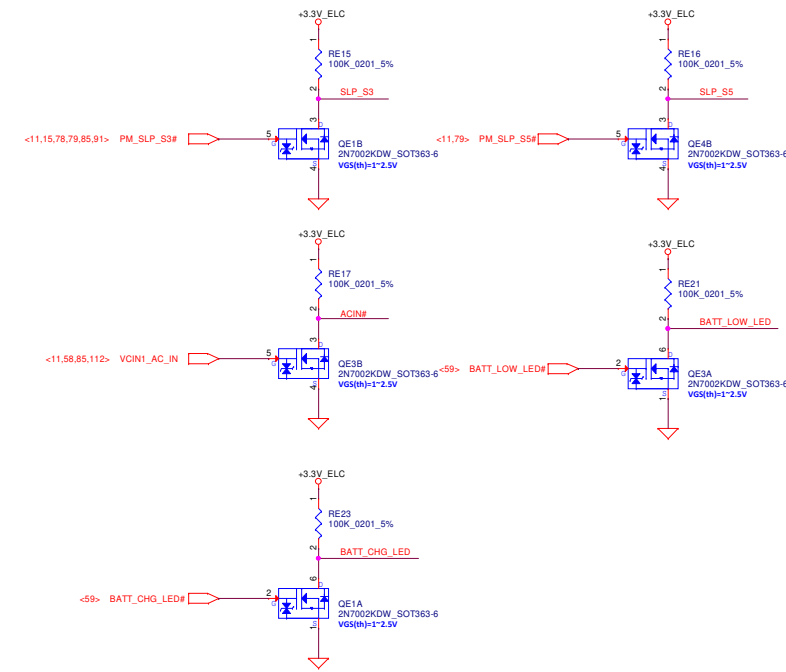 +3.3V_ELC
1
RE15
100K_0201_5%
2
SLP_S3
3
D
<11,15,78,79,85,91> PM_SLP_S3#
5
G
QE1B
2N7002KDW_SOT363-6
VGS(th)=1~2.5V
S
4
+3.3V_ELC
1
RE16
100K_0201_5%
2
SLP_S5
3
D
<11,79> PM_SLP_S5#
5
G
QE4B
2N7002KDW_SOT363-6
VGS(th)=1~2.5V
S
4
+3.3V_ELC
1
RE17
100K_0201_5%
2
ACIN#
3
D
<11,58,85,112> VCIN1_AC_IN
5
G
QE3B
2N7002KDW_SOT363-6
VGS(th)=1~2.5V
S
4
+3.3V_ELC
1
RE21
100K_0201_5%
2
BATT_LOW_LED
6
D
<59> BATT_LOW_LED#
2
G
QE3A
2N7002KDW_SOT363-6
VGS(th)=1~2.5V
S
1
+3.3V_ELC
1
RE23
100K_0201_5%
2
BATT_CHG_LED
6
D
<59> BATT_CHG_LED#
2
G
QE1A
2N7002KDW_SOT363-6
VGS(th)=1~2.5V
S
1